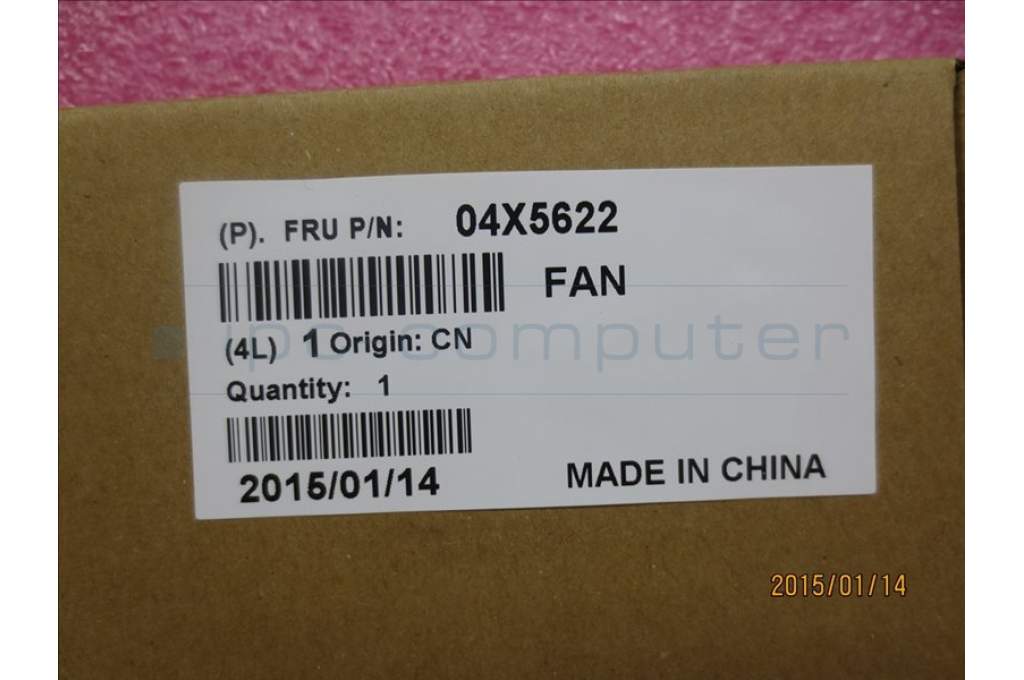 (P). FRU P/N: 04X5622
FAN
ipc computer
(4L) 1 Origin: CN
Quantity: 1
2015/01/14
MADE IN CHINA
2015/01/14